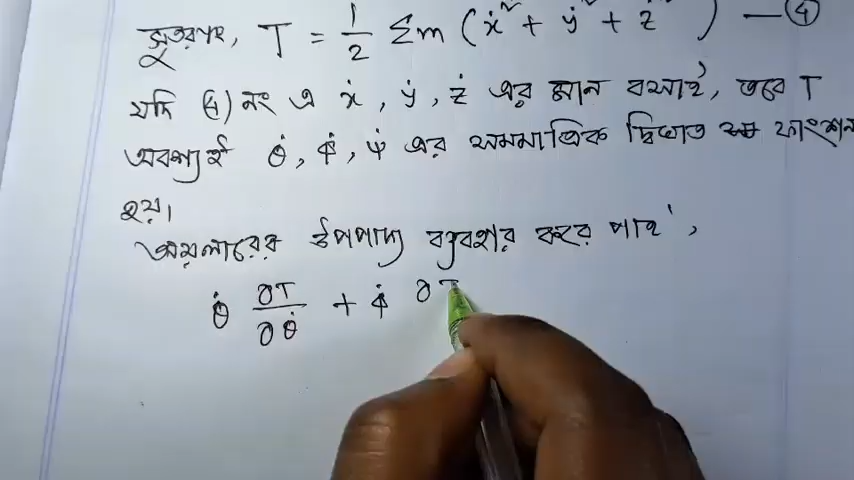 সুতরাং, T = 1/2 Σm (ẋ² + ẏ² + ż²) — ④
যদি (4) নং এ ẋ, ẏ, ż এর মান বসাই, তবে T
অবশ্যই θ̇, φ̇, ψ̇ এর সমমাত্রিক দ্বিঘাত ফাংশন
হয়।
অয়লারের উপপাদ্য ব্যবহার করে পাই,
θ̇ ∂T/∂θ̇ + φ̇ ∂T